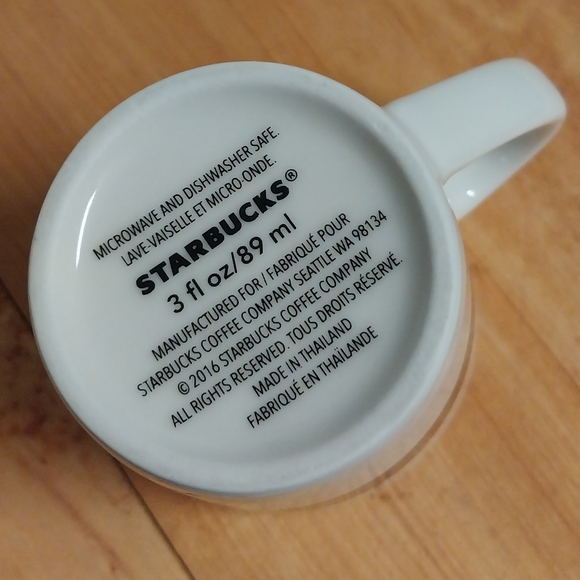 MICROWAVE AND DISHWASHER SAFE.
LAVE-VAISELLE ET MICRO-ONDE.
STARBUCKS®
3 fl oz/89 ml
MANUFACTURED FOR / FABRIQUÉ POUR
STARBUCKS COFFEE COMPANY SEATTLE WA 98134
© 2016 STARBUCKS COFFEE COMPANY
ALL RIGHTS RESERVED . TOUS DROITS RÉSERVÉ.
MADE IN THAILAND
FABRIQUÉ EN THAÏLANDE